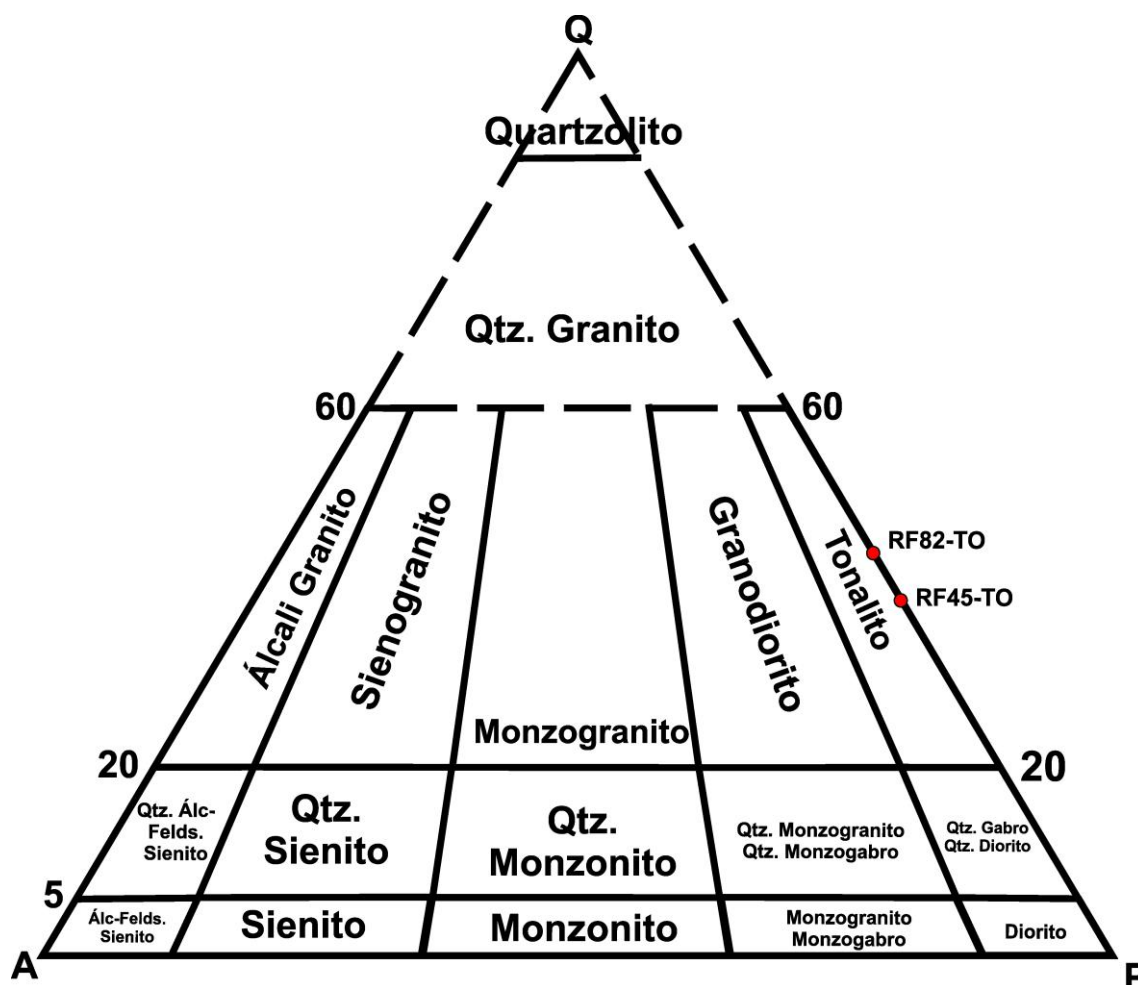 Q
Quartzolito
Qtz. Granito
60
60
Álcali Granito
Sienogranito
Granodiorito
Tonalito
RF82-TO
RF45-TO
Monzogranito
20
20
Qtz. Álc-
Felds.
Sienito
Qtz.
Sienito
Qtz.
Monzonito
Qtz. Monzogranito
Qtz. Monzogabro
Qtz. Gabro
Qtz. Diorito
5
Álc-Felds.
Sienito
Sienito
Monzonito
Monzogranito
Monzogabro
Diorito
A
P